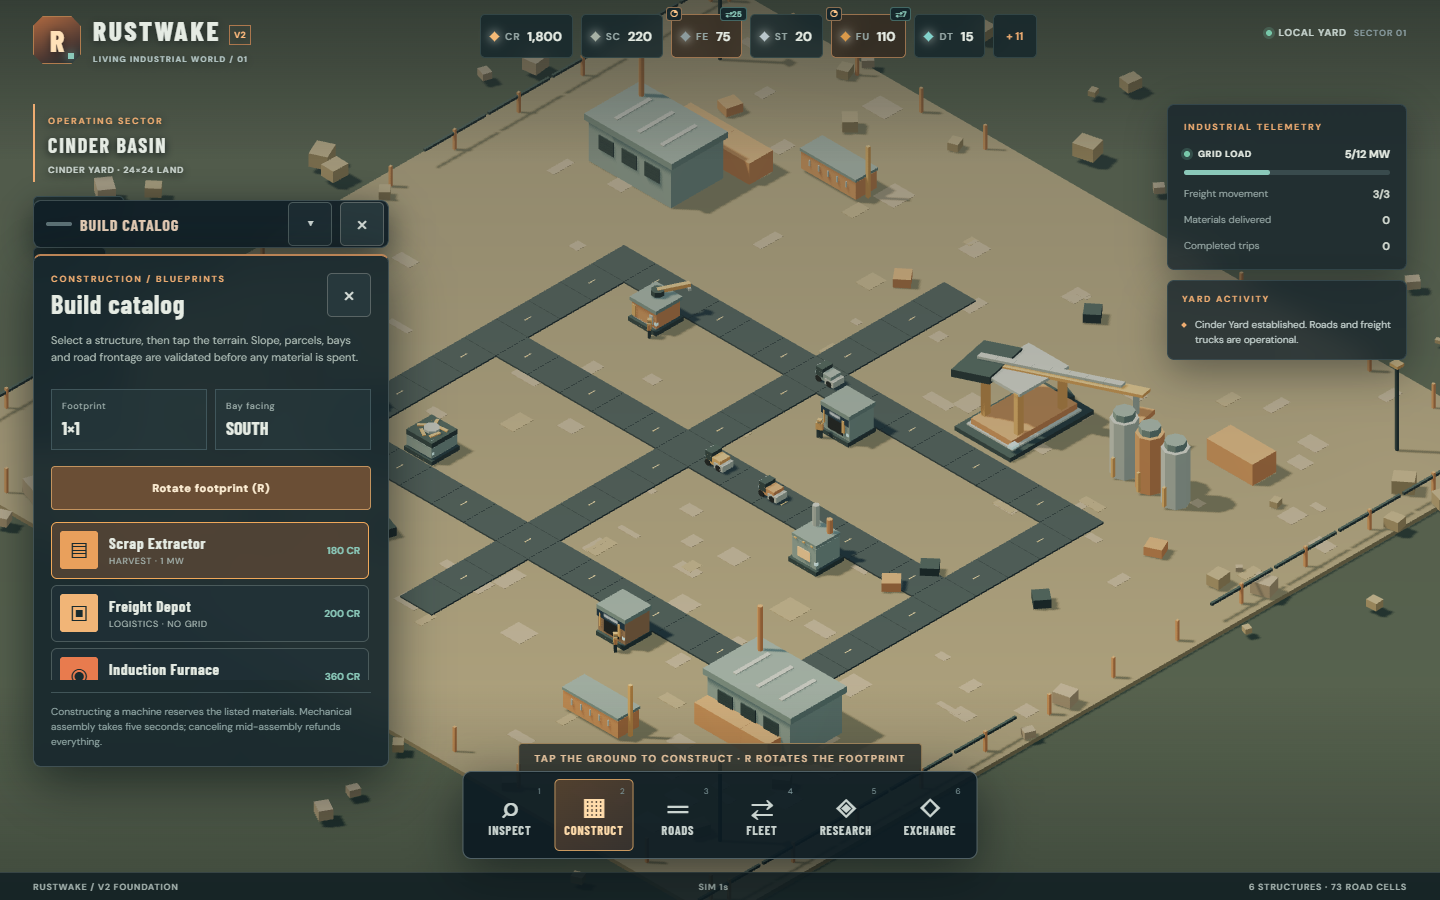 R
RUSTWAKE V2
LIVING INDUSTRIAL WORLD / 01
CR 1,800
SC 220
FE 75
⇄25
ST 20
FU 110
⇄7
DT 15
+ 11
LOCAL YARD SECTOR 01
OPERATING SECTOR
CINDER BASIN
CINDER YARD · 24×24 LAND
BUILD CATALOG
▼
×
CONSTRUCTION / BLUEPRINTS
Build catalog
×
Select a structure, then tap the terrain. Slope, parcels, bays
and road frontage are validated before any material is spent.
Footprint
1×1
Bay facing
SOUTH
Rotate footprint (R)
Scrap Extractor
HARVEST · 1 MW
180 CR
Freight Depot
LOGISTICS · NO GRID
200 CR
Induction Furnace
360 CR
Constructing a machine reserves the listed materials. Mechanical
assembly takes five seconds; canceling mid-assembly refunds
everything.
INDUSTRIAL TELEMETRY
GRID LOAD 5/12 MW
Freight movement 3/3
Materials delivered 0
Completed trips 0
YARD ACTIVITY
Cinder Yard established. Roads and freight
trucks are operational.
TAP THE GROUND TO CONSTRUCT · R ROTATES THE FOOTPRINT
1
INSPECT
2
CONSTRUCT
3
ROADS
4
FLEET
5
RESEARCH
6
EXCHANGE
RUSTWAKE / V2 FOUNDATION
SIM 1s
6 STRUCTURES · 73 ROAD CELLS